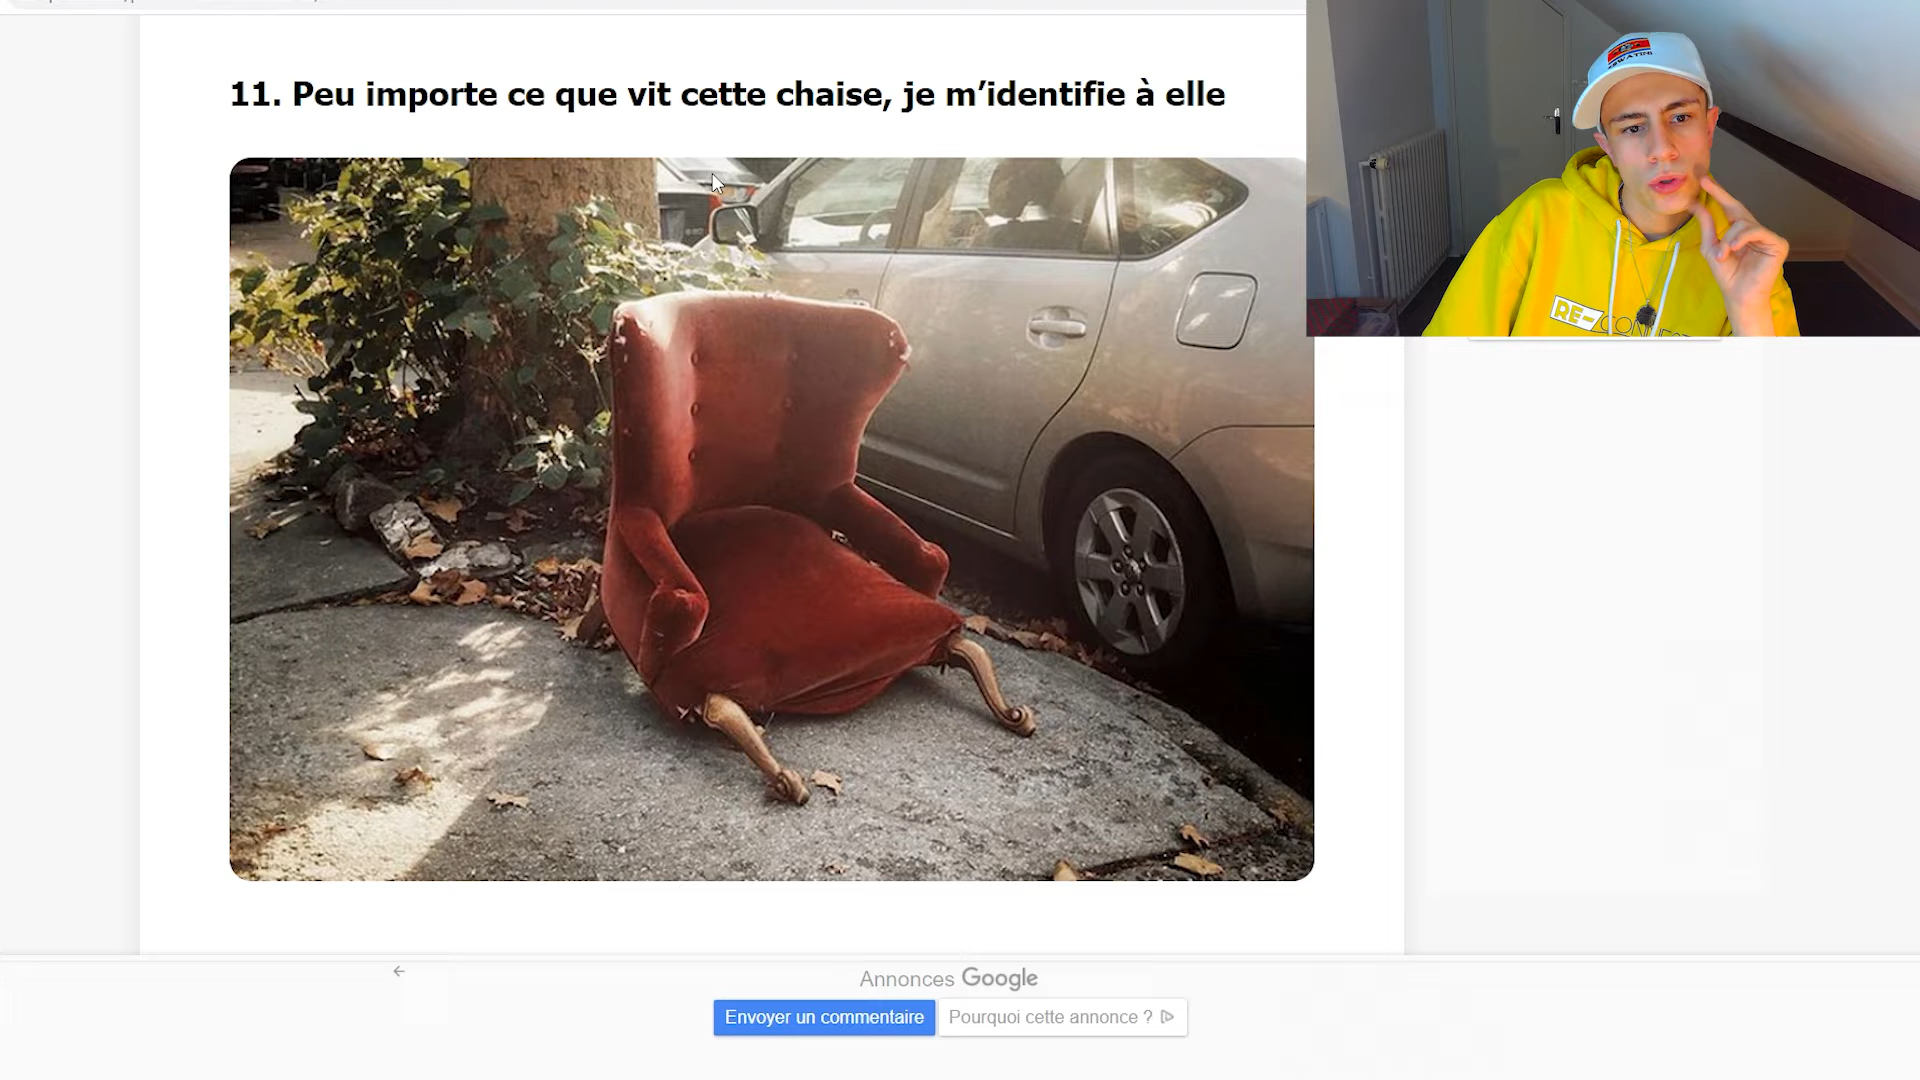 11. Peu importe ce que vit cette chaise, je m’identifie à elle
RE-
Annonces Google
Envoyer un commentaire
Pourquoi cette annonce ?